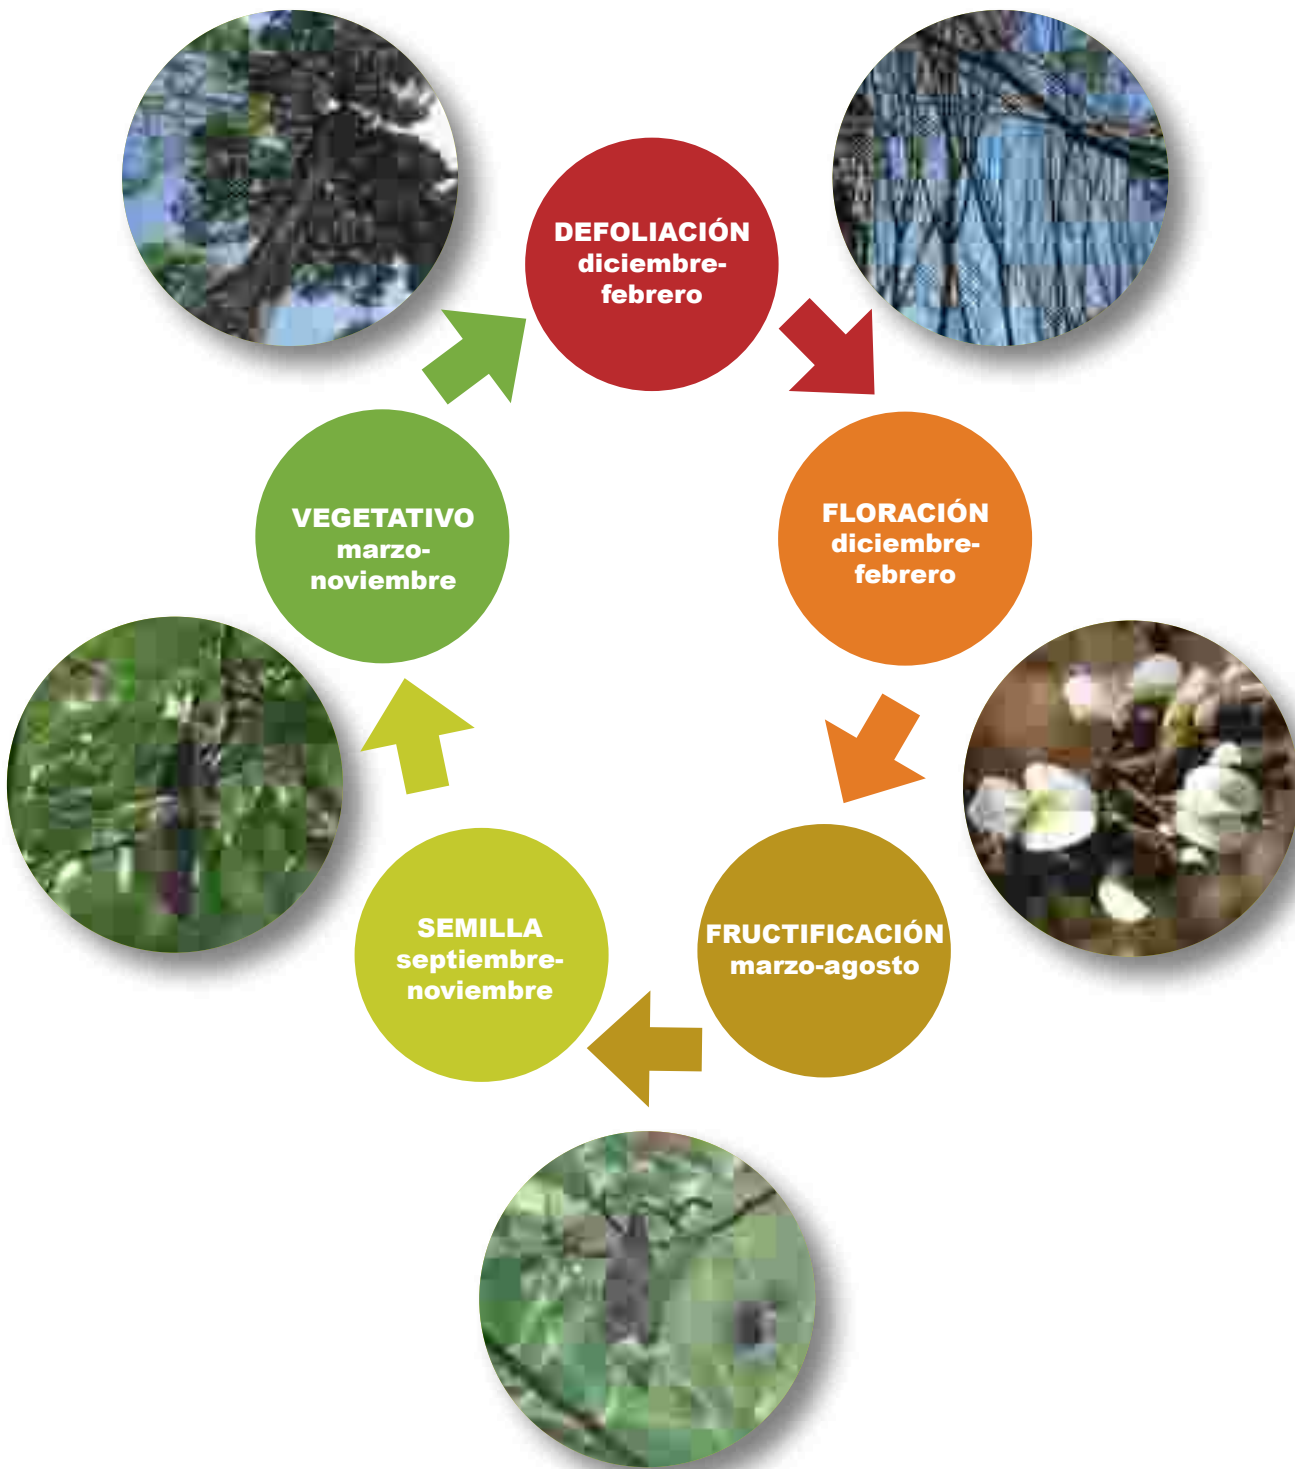 DEFOLIACIÓN
diciembre-
febrero
FLORACIÓN
diciembre-
febrero
FRUCTIFICACIÓN
marzo-agosto
SEMILLA
septiembre-
noviembre
VEGETATIVO
marzo-
noviembre